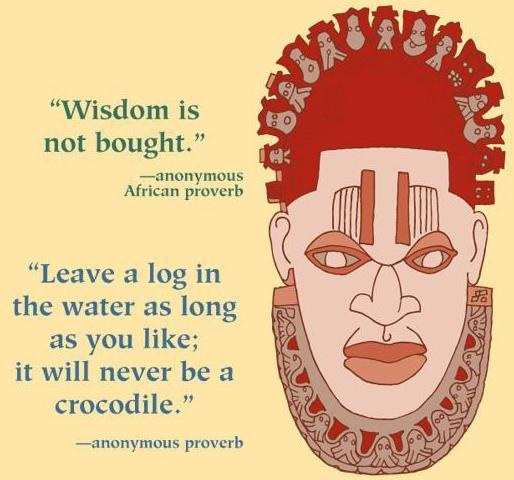 “Wisdom is
not bought.”
—anonymous
African proverb
“Leave a log in
the water as long
as you like;
it will never be a
crocodile.”
—anonymous proverb